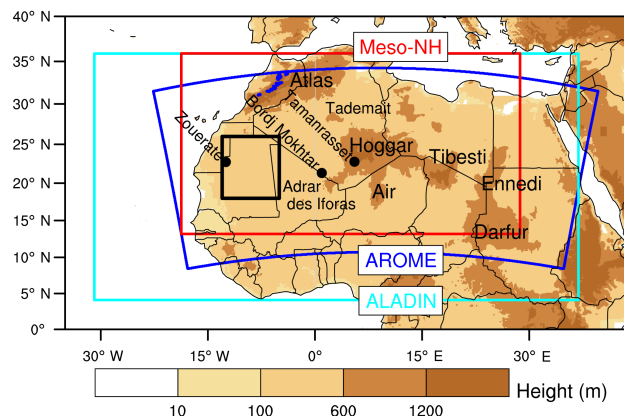 40° N
35° N
30° N
25° N
20° N
15° N
10° N
5° N
0°
30° W
15° W
0°
15° E
30° E
Meso-NH
Atlas
Tademait
Tamanrasset
Bordj Mokhtar
Zouerate
Hoggar
Tibesti
Adrar
des Iforas
Air
Ennedi
Darfur
AROME
ALADIN
10
100
600
1200
Height (m)